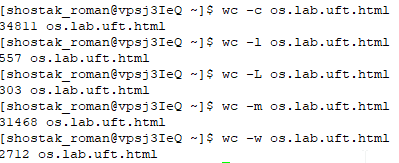 [shostak_roman@vpsj3IeQ ~]$ wc -c os.lab.uft.html
34811 os.lab.uft.html
[shostak_roman@vpsj3IeQ ~]$ wc -l os.lab.uft.html
557 os.lab.uft.html
[shostak_roman@vpsj3IeQ ~]$ wc -L os.lab.uft.html
303 os.lab.uft.html
[shostak_roman@vpsj3IeQ ~]$ wc -m os.lab.uft.html
31468 os.lab.uft.html
[shostak_roman@vpsj3IeQ ~]$ wc -w os.lab.uft.html
2712 os.lab.uft.html